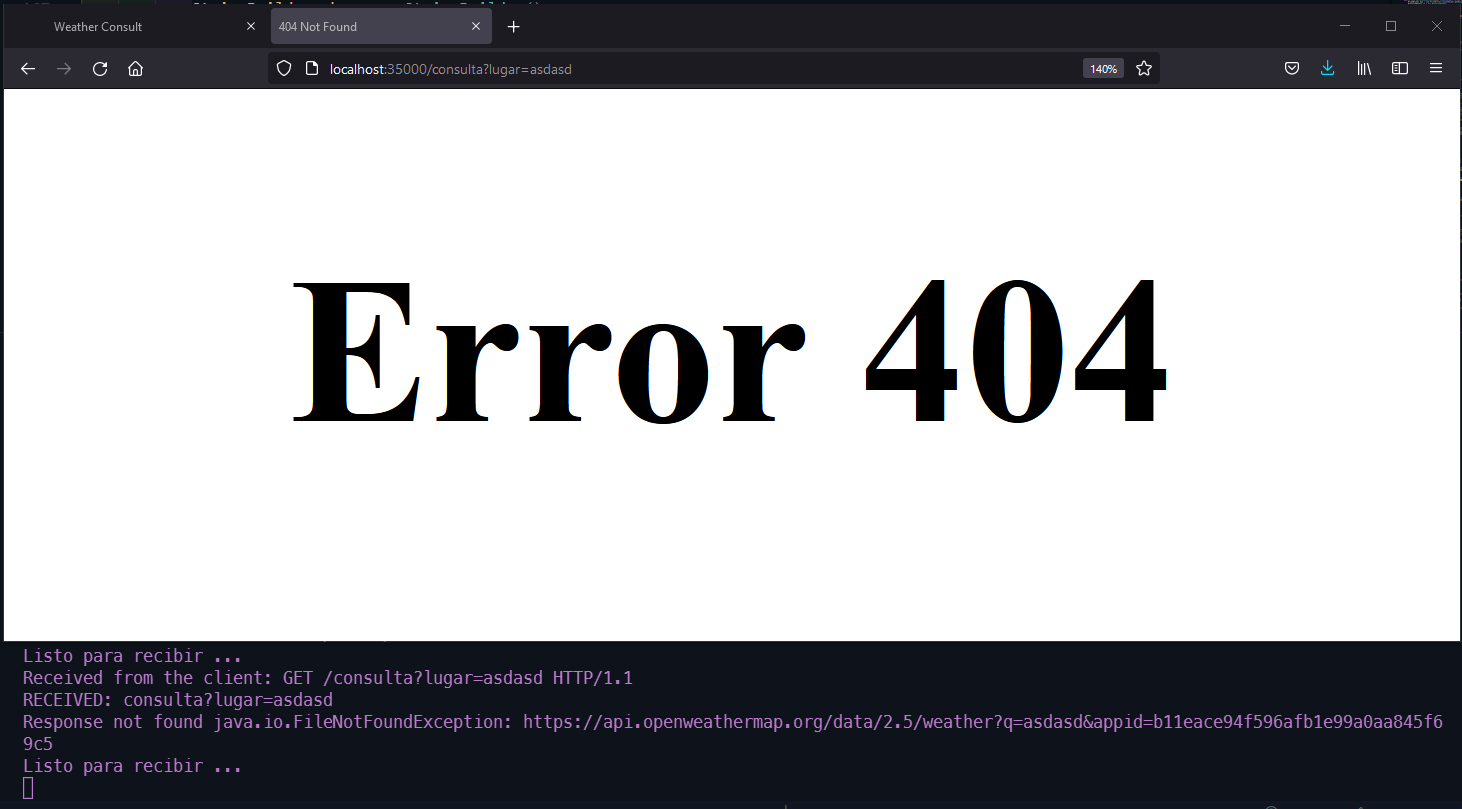 Weather Consult
404 Not Found
localhost:35000/consulta?lugar=asdasd
140%
Error 404
Listo para recibir ...
Received from the client: GET /consulta?lugar=asdasd HTTP/1.1
RECEIVED: consulta?lugar=asdasd
Response not found java.io.FileNotFoundException: https://api.openweathermap.org/data/2.5/weather?q=asdasd&appid=b11eace94f596afb1e99a0aa845f6
9c5
Listo para recibir ...